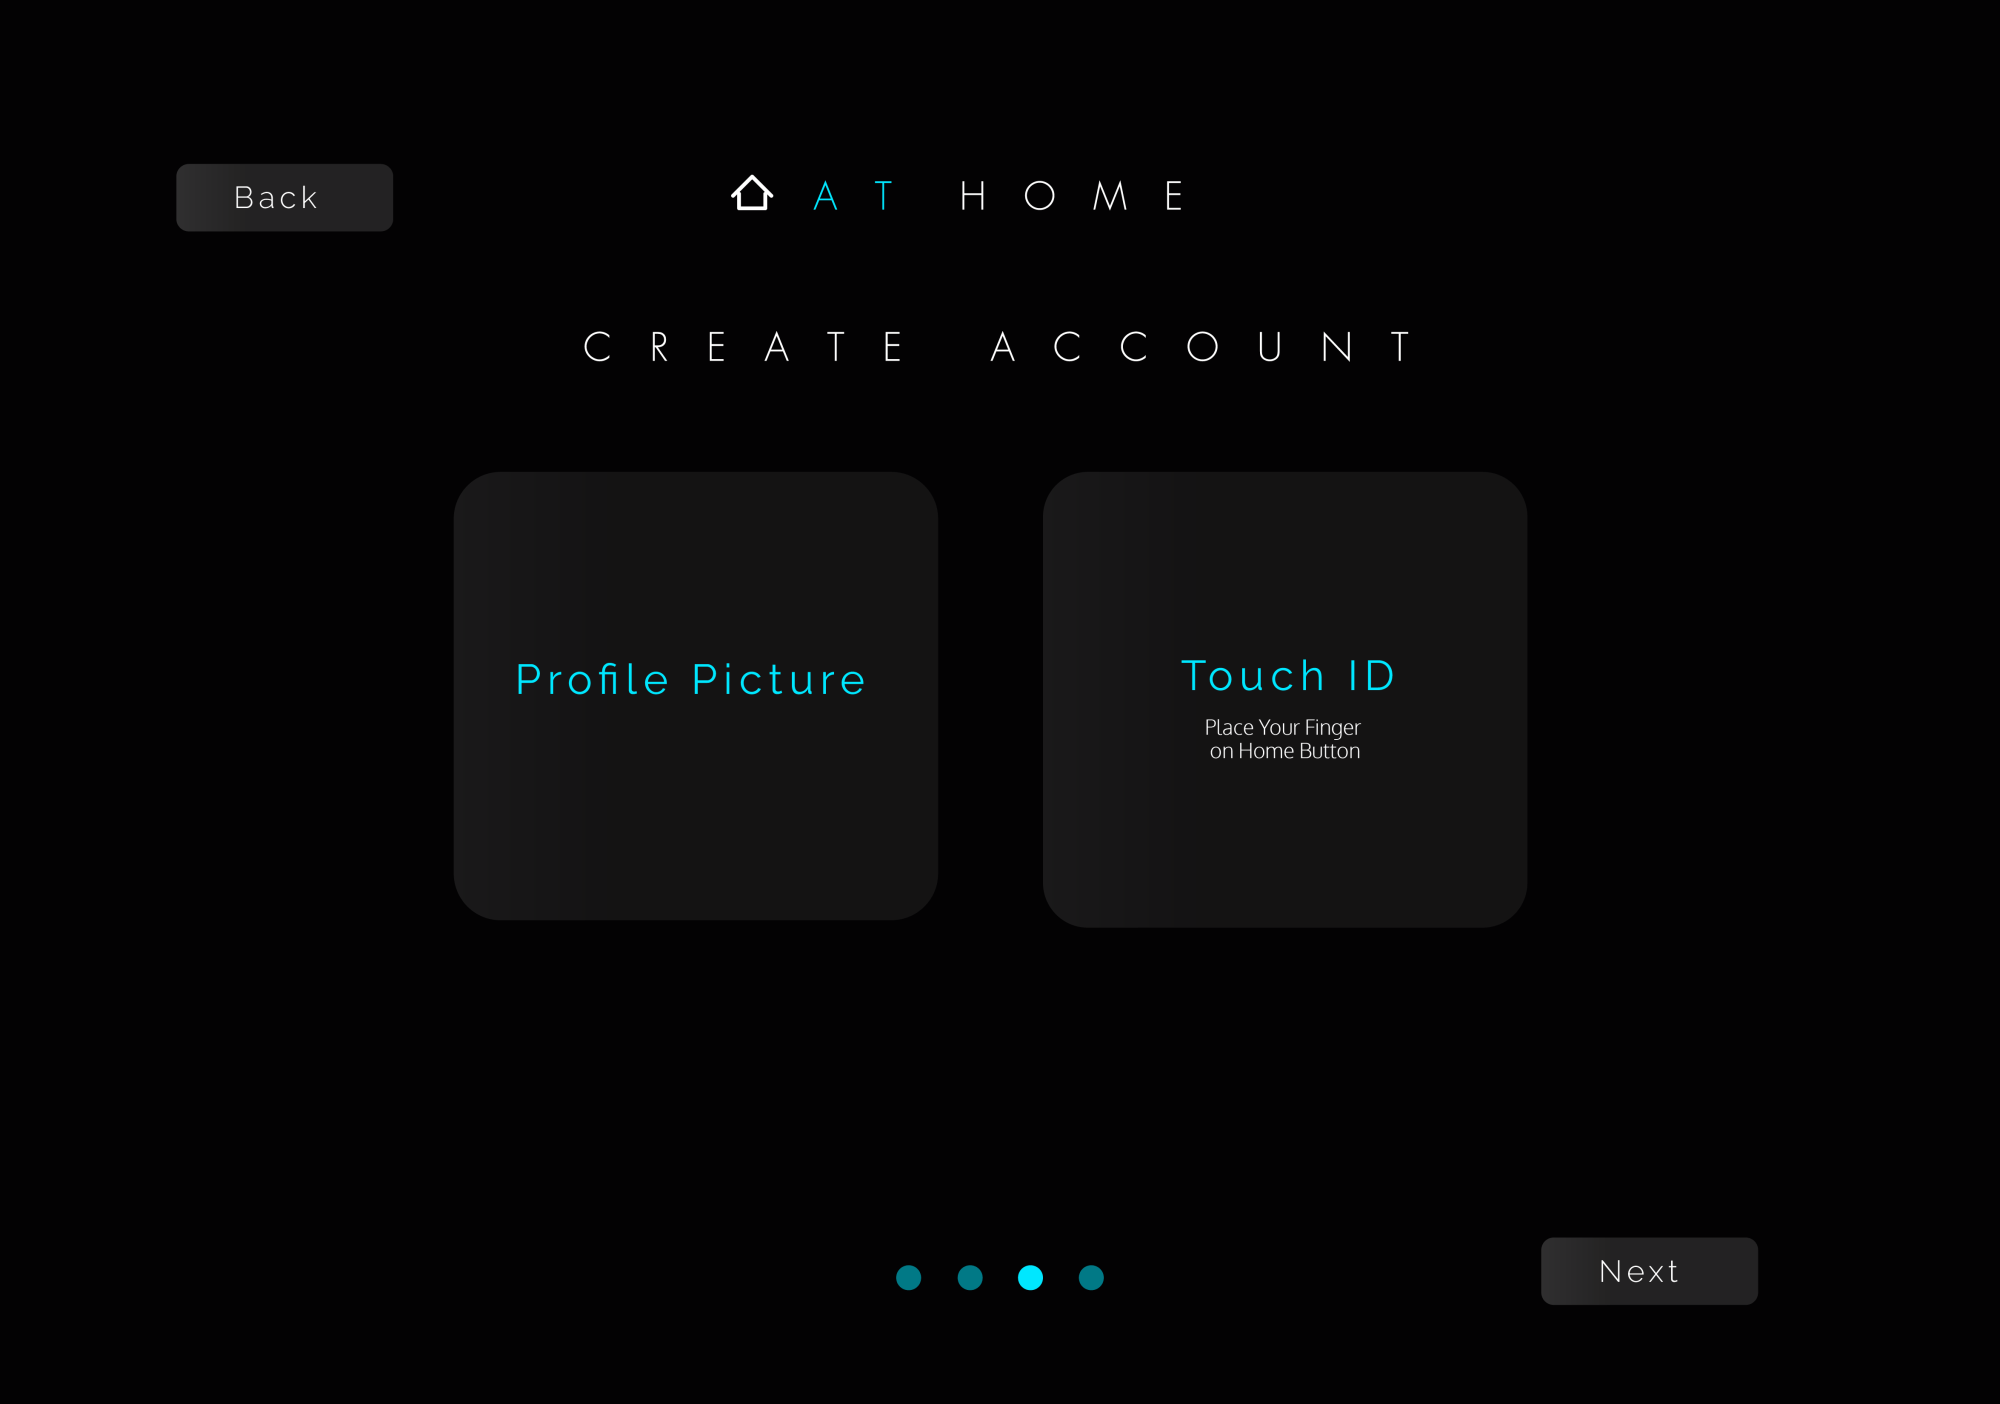 Back
AT HOME
CREATE ACCOUNT
Profile Picture
Touch ID
Place Your Finger
on Home Button
Next